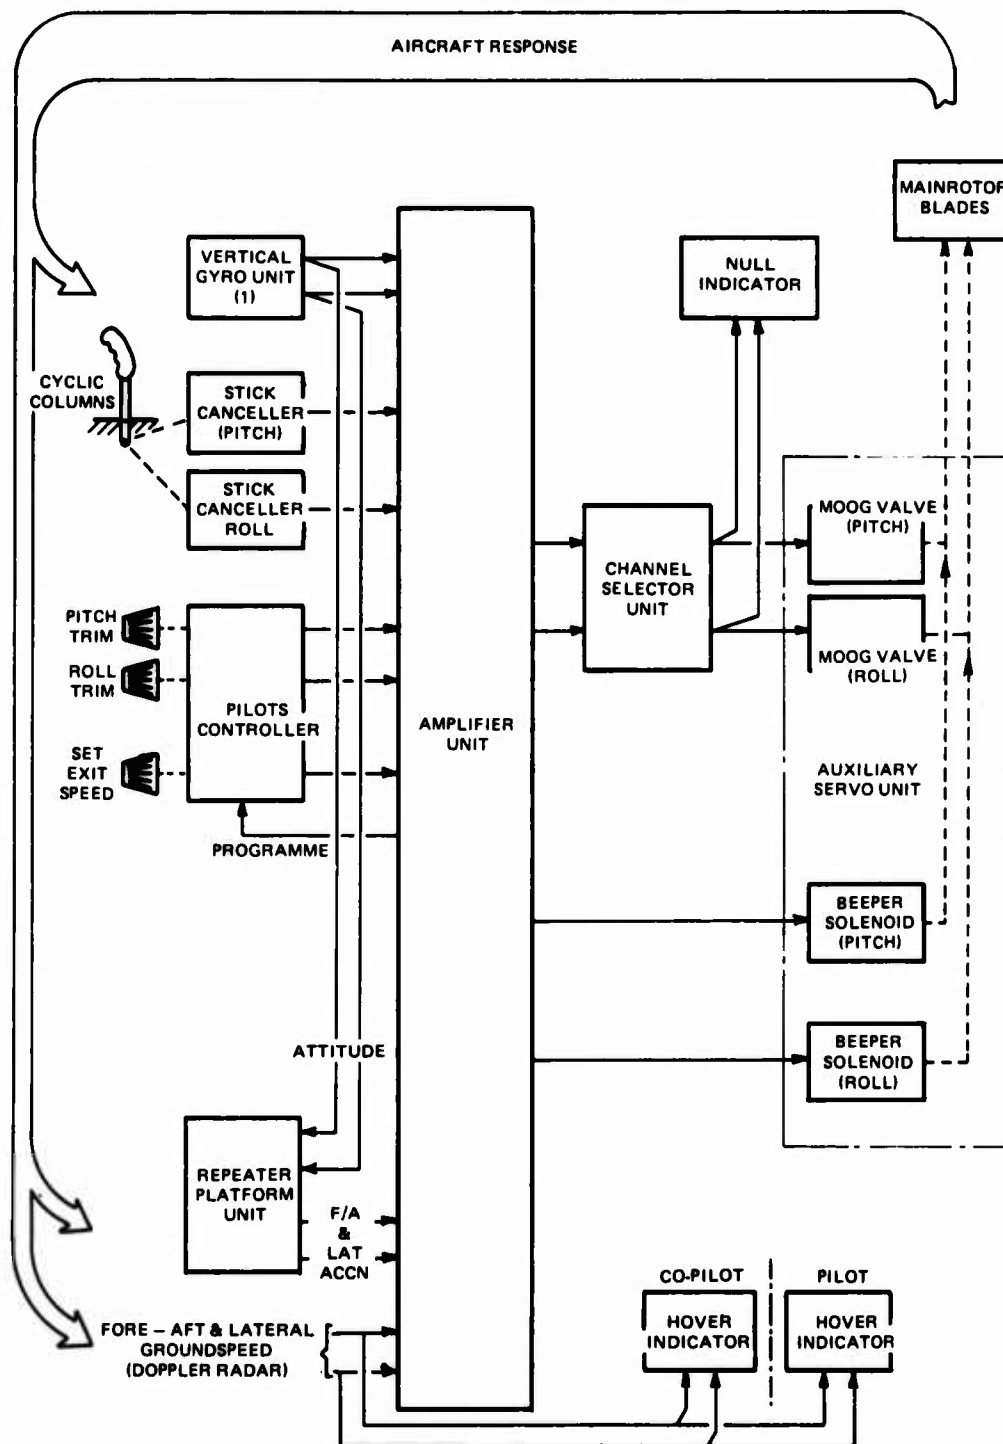 AIRCRAFT RESPONSE
MAINROTOR
BLADES
VERTICAL
GYRO UNIT
(1)
NULL
INDICATOR
CYCLIC
COLUMNS
STICK
CANCELLER
(PITCH)
STICK
CANCELLER
ROLL
MOOG VALVE
(PITCH)
CHANNEL
SELECTOR
UNIT
MOOG VALVE
(ROLL)
PITCH
TRIM
ROLL
TRIM
SET
EXIT
SPEED
PILOTS
CONTROLLER
AMPLIFIER
UNIT
AUXILIARY
SERVO UNIT
PROGRAMME
BEEPER
SOLENOID
(PITCH)
ATTITUDE
BEEPER
SOLENOID
(ROLL)
REPEATER
PLATFORM
UNIT
F/A
&
LAT
ACCN
CO-PILOT
PILOT
FORE – AFT & LATERAL
GROUNDSPEED
(DOPPLER RADAR)
HOVER
INDICATOR
HOVER
INDICATOR